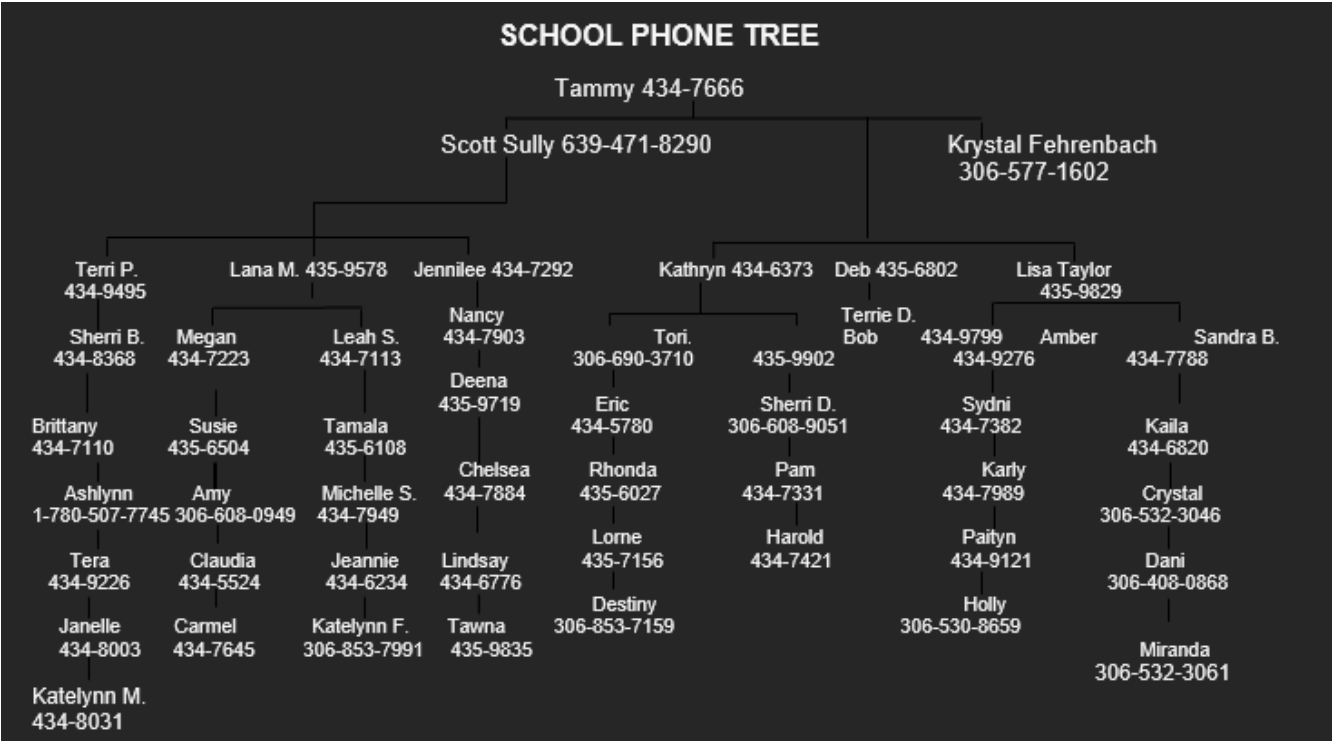 SCHOOL PHONE TREE
Tammy 434-7666
Scott Sully 639-471-8290
Krystal Fehrenbach
306-577-1602
Terri P.
434-9495
Lana M. 435-9578
Jennilee 434-7292
Kathryn 434-6373
Deb 435-6802
Lisa Taylor
435-9829
Sherri B.
434-8368
Brittany
434-7110
Ashlynn
1-780-507-7745
Tera
434-9226
Janelle
434-8003
Katelynn M.
434-8031
Megan
434-7223
Susie
435-6504
Amy
306-608-0949
Claudia
434-5524
Carmel
434-7645
Leah S.
434-7113
Tamala
435-6108
Michelle S.
434-7949
Jeannie
434-6234
Katelynn F.
306-853-7991
Nancy
434-7903
Deena
435-9719
Chelsea
434-7884
Lindsay
434-6776
Tawna
435-9835
Tori.
306-690-3710
Eric
434-5780
Rhonda
435-6027
Lorne
435-7156
Destiny
306-853-7159
435-9902
Sherri D.
306-608-9051
Pam
434-7331
Harold
434-7421
Terrie D.
Bob 434-9799 Amber
434-9276
Sydni
434-7382
Karly
434-7989
Paityn
434-9121
Holly
306-530-8659
Sandra B.
434-7788
Kaila
434-6820
Crystal
306-532-3046
Dani
306-408-0868
Miranda
306-532-3061